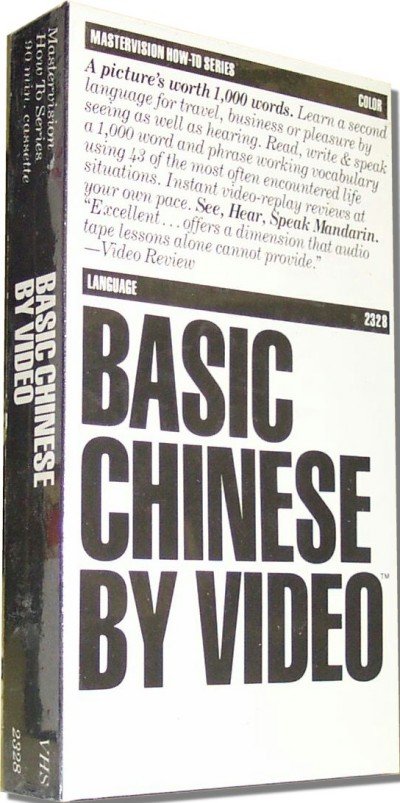 Mastervision
How To Series
90 min. cassette
BASIC CHINESE
BY VIDEO
VHS
2328
MASTERVISION HOW-TO SERIES
COLOR
A picture's worth 1,000 words. Learn a second
language for travel, business or pleasure by
seeing as well as hearing. Read, write & speak
a 1,000 word and phrase working vocabulary
using 43 of the most often encountered life
situations. Instant video-replay reviews at
your own pace. See, Hear, Speak Mandarin.
"Excellent...offers a dimension that audio
tape lessons alone cannot provide."
—Video Review
LANGUAGE
2328
BASIC
CHINESE
BY VIDEO™